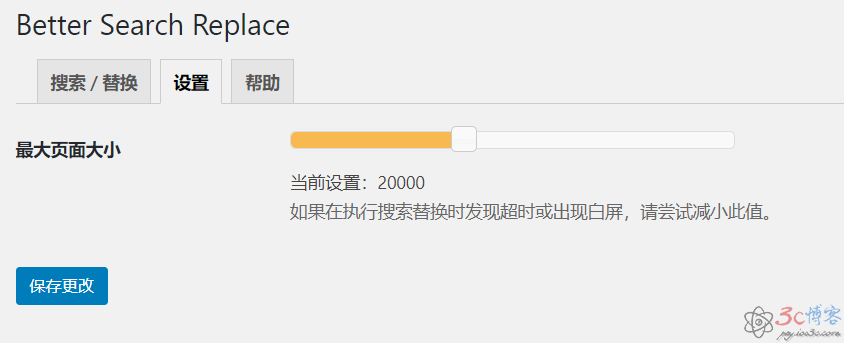 Better Search Replace
搜索 / 替换 设置 帮助
最大页面大小
当前设置：20000
如果在执行搜索替换时发现超时或出现白屏，请尝试减小此值。
保存更改
3c博客